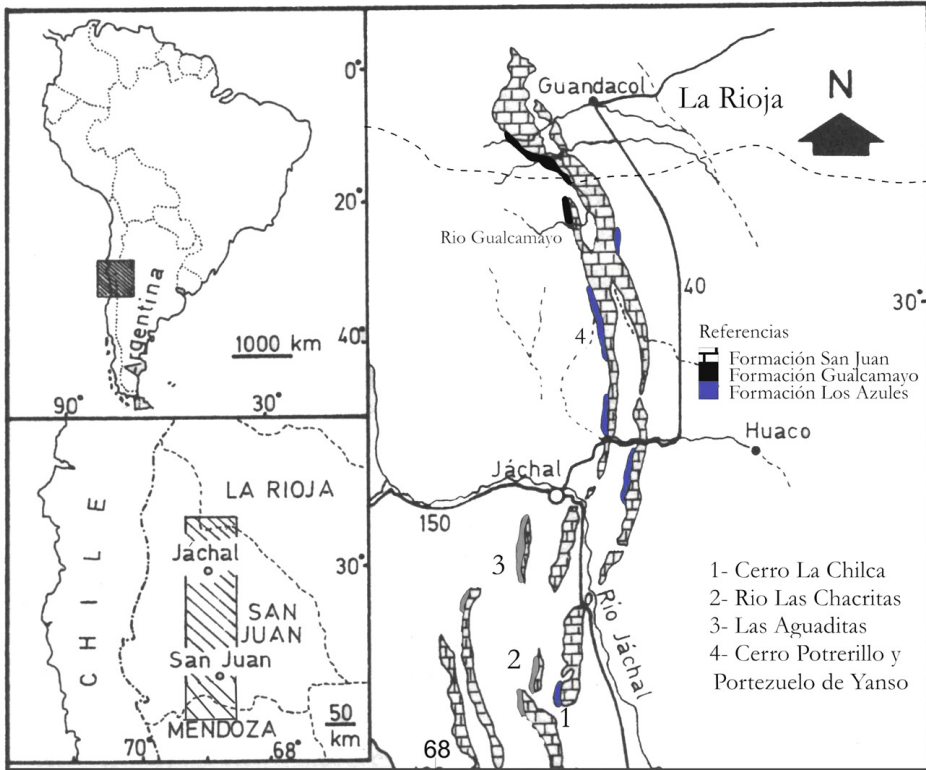 0°
20°
40°
Argentina
1000 km
90°
30°
CHILE
LA RIOJA
Jáchal
30°
SAN
JUAN
San Juan
MENDOZA
50
km
70°
68°
Guandacol
La Rioja
N
Rio Gualcamayo
40
30°
4
Referencias
Formación San Juan
Formación Gualcamayo
Formación Los Azules
Huaco
Jáchal
150
3
Río Jáchal
2
1
68
1- Cerro La Chilca
2- Rio Las Chacritas
3- Las Aguaditas
4- Cerro Potrerillo y
Portezuelo de Yanso